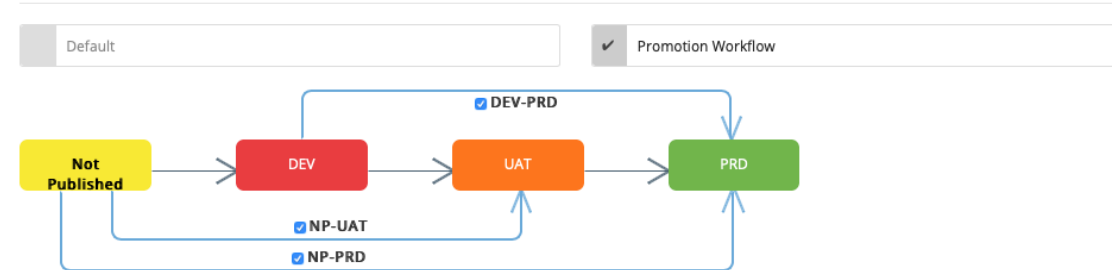 Default
Promotion Workflow
DEV-PRD
Not
Published
DEV
UAT
PRD
NP-UAT
NP-PRD